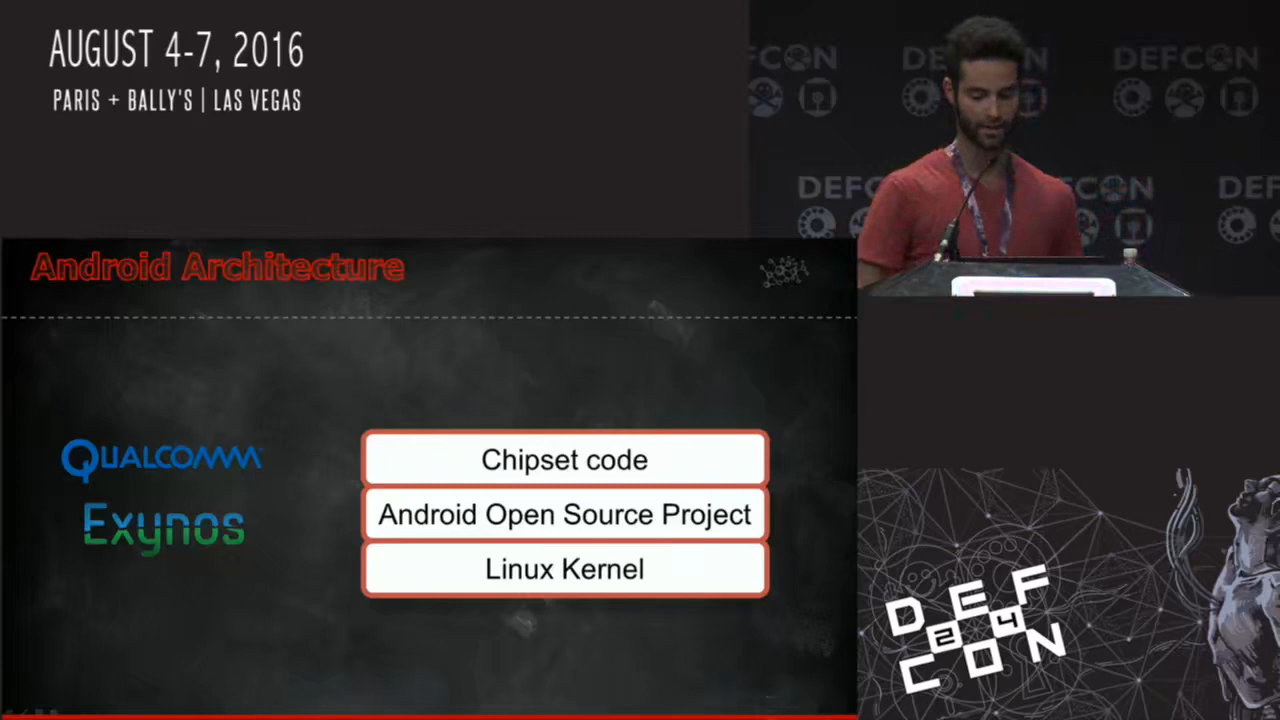 AUGUST 4-7, 2016
PARIS + BALLY'S | LAS VEGAS
DEFCON
DEFCON
DEFCON
DEFCON
Android Architecture
QUALCOMM
Exynos
Chipset code
Android Open Source Project
Linux Kernel
DEF
24
CON